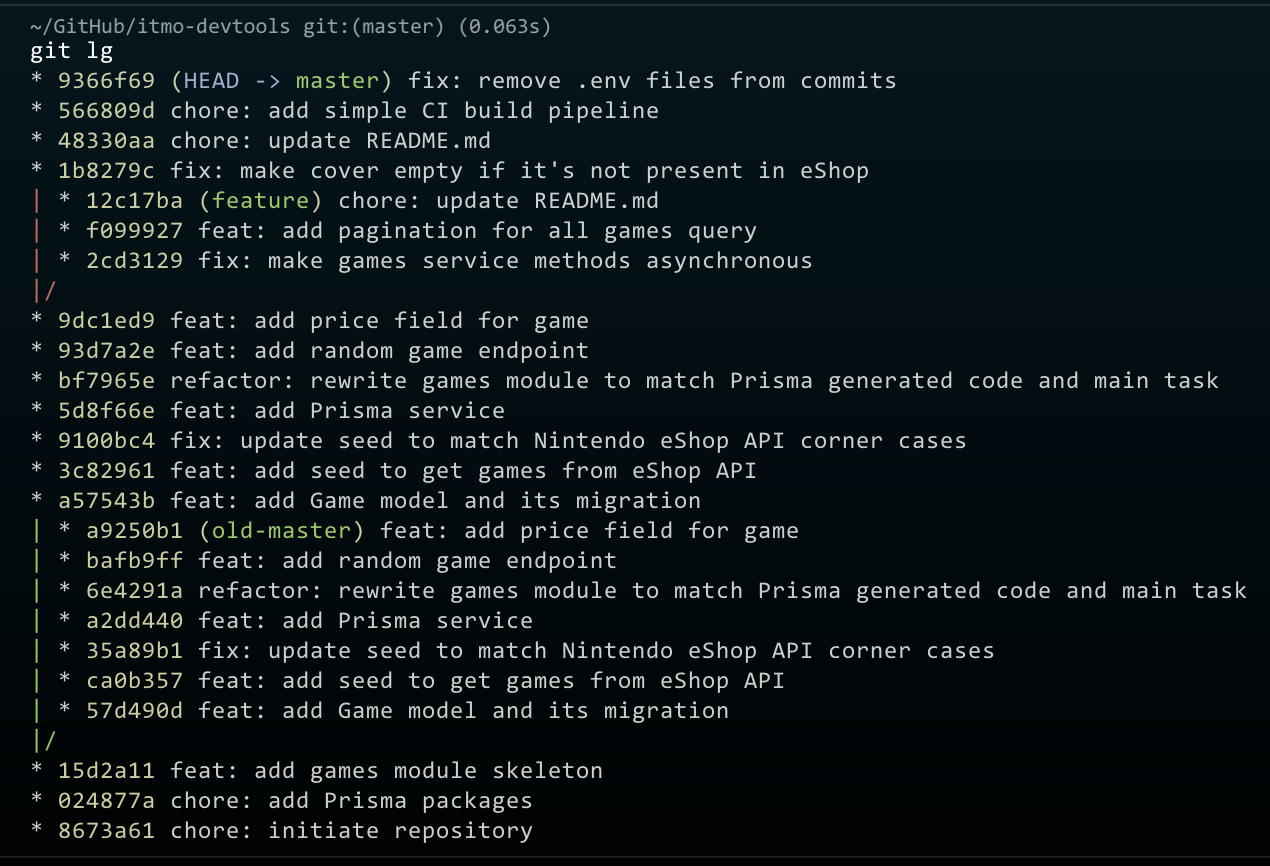 ~/GitHub/itmo-devtools git:(master) (0.063s)
git lg
* 9366f69 (HEAD -> master) fix: remove .env files from commits
* 566809d chore: add simple CI build pipeline
* 48330aa chore: update README.md
* 1b8279c fix: make cover empty if it's not present in eShop
| * 12c17ba (feature) chore: update README.md
| * f099927 feat: add pagination for all games query
| * 2cd3129 fix: make games service methods asynchronous
|/
* 9dc1ed9 feat: add price field for game
* 93d7a2e feat: add random game endpoint
* bf7965e refactor: rewrite games module to match Prisma generated code and main task
* 5d8f66e feat: add Prisma service
* 9100bc4 fix: update seed to match Nintendo eShop API corner cases
* 3c82961 feat: add seed to get games from eShop API
* a57543b feat: add Game model and its migration
| * a9250b1 (old-master) feat: add price field for game
| * bafb9ff feat: add random game endpoint
| * 6e4291a refactor: rewrite games module to match Prisma generated code and main task
| * a2dd440 feat: add Prisma service
| * 35a89b1 fix: update seed to match Nintendo eShop API corner cases
| * ca0b357 feat: add seed to get games from eShop API
| * 57d490d feat: add Game model and its migration
|/
* 15d2a11 feat: add games module skeleton
* 024877a chore: add Prisma packages
* 8673a61 chore: initiate repository